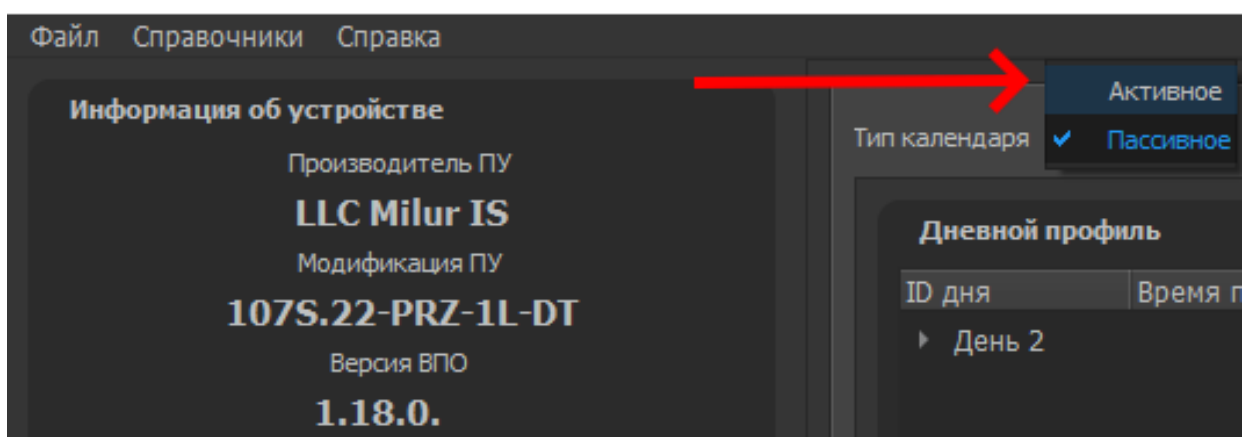 Файл Справочники Справка
Информация об устройстве
Производитель ПУ
LLC Milur IS
Модификация ПУ
107S.22-PRZ-1L-DT
Версия ВПО
1.18.0.
Активное
Тип календаря ✔ Пассивное
Дневной профиль
ID дня Время
День 2